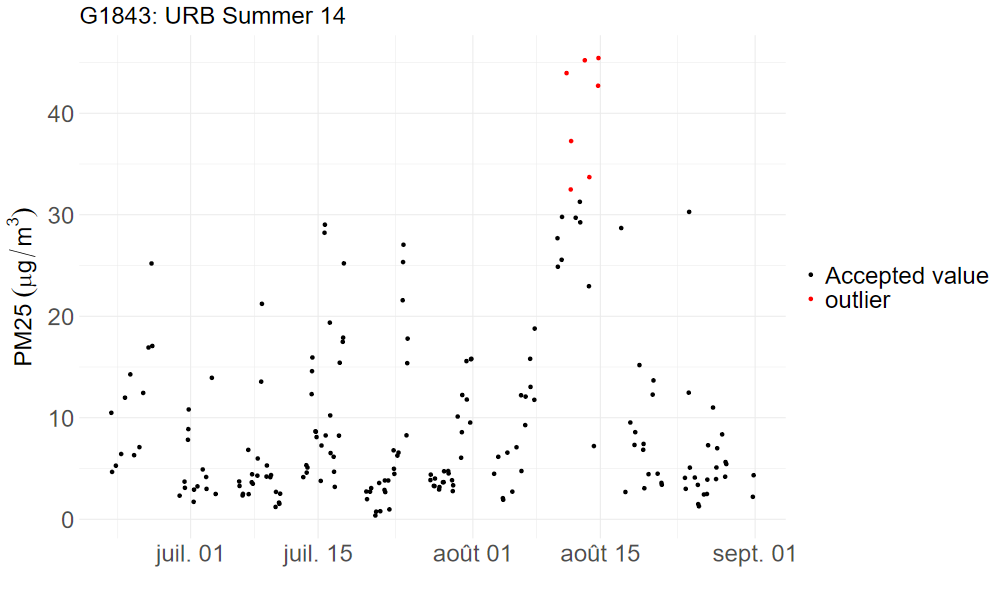 G1843: URB Summer 14
PM25 (μg/m³)
40
30
20
10
0
juil. 01 juil. 15 août 01 août 15 sept. 01
Accepted value
outlier